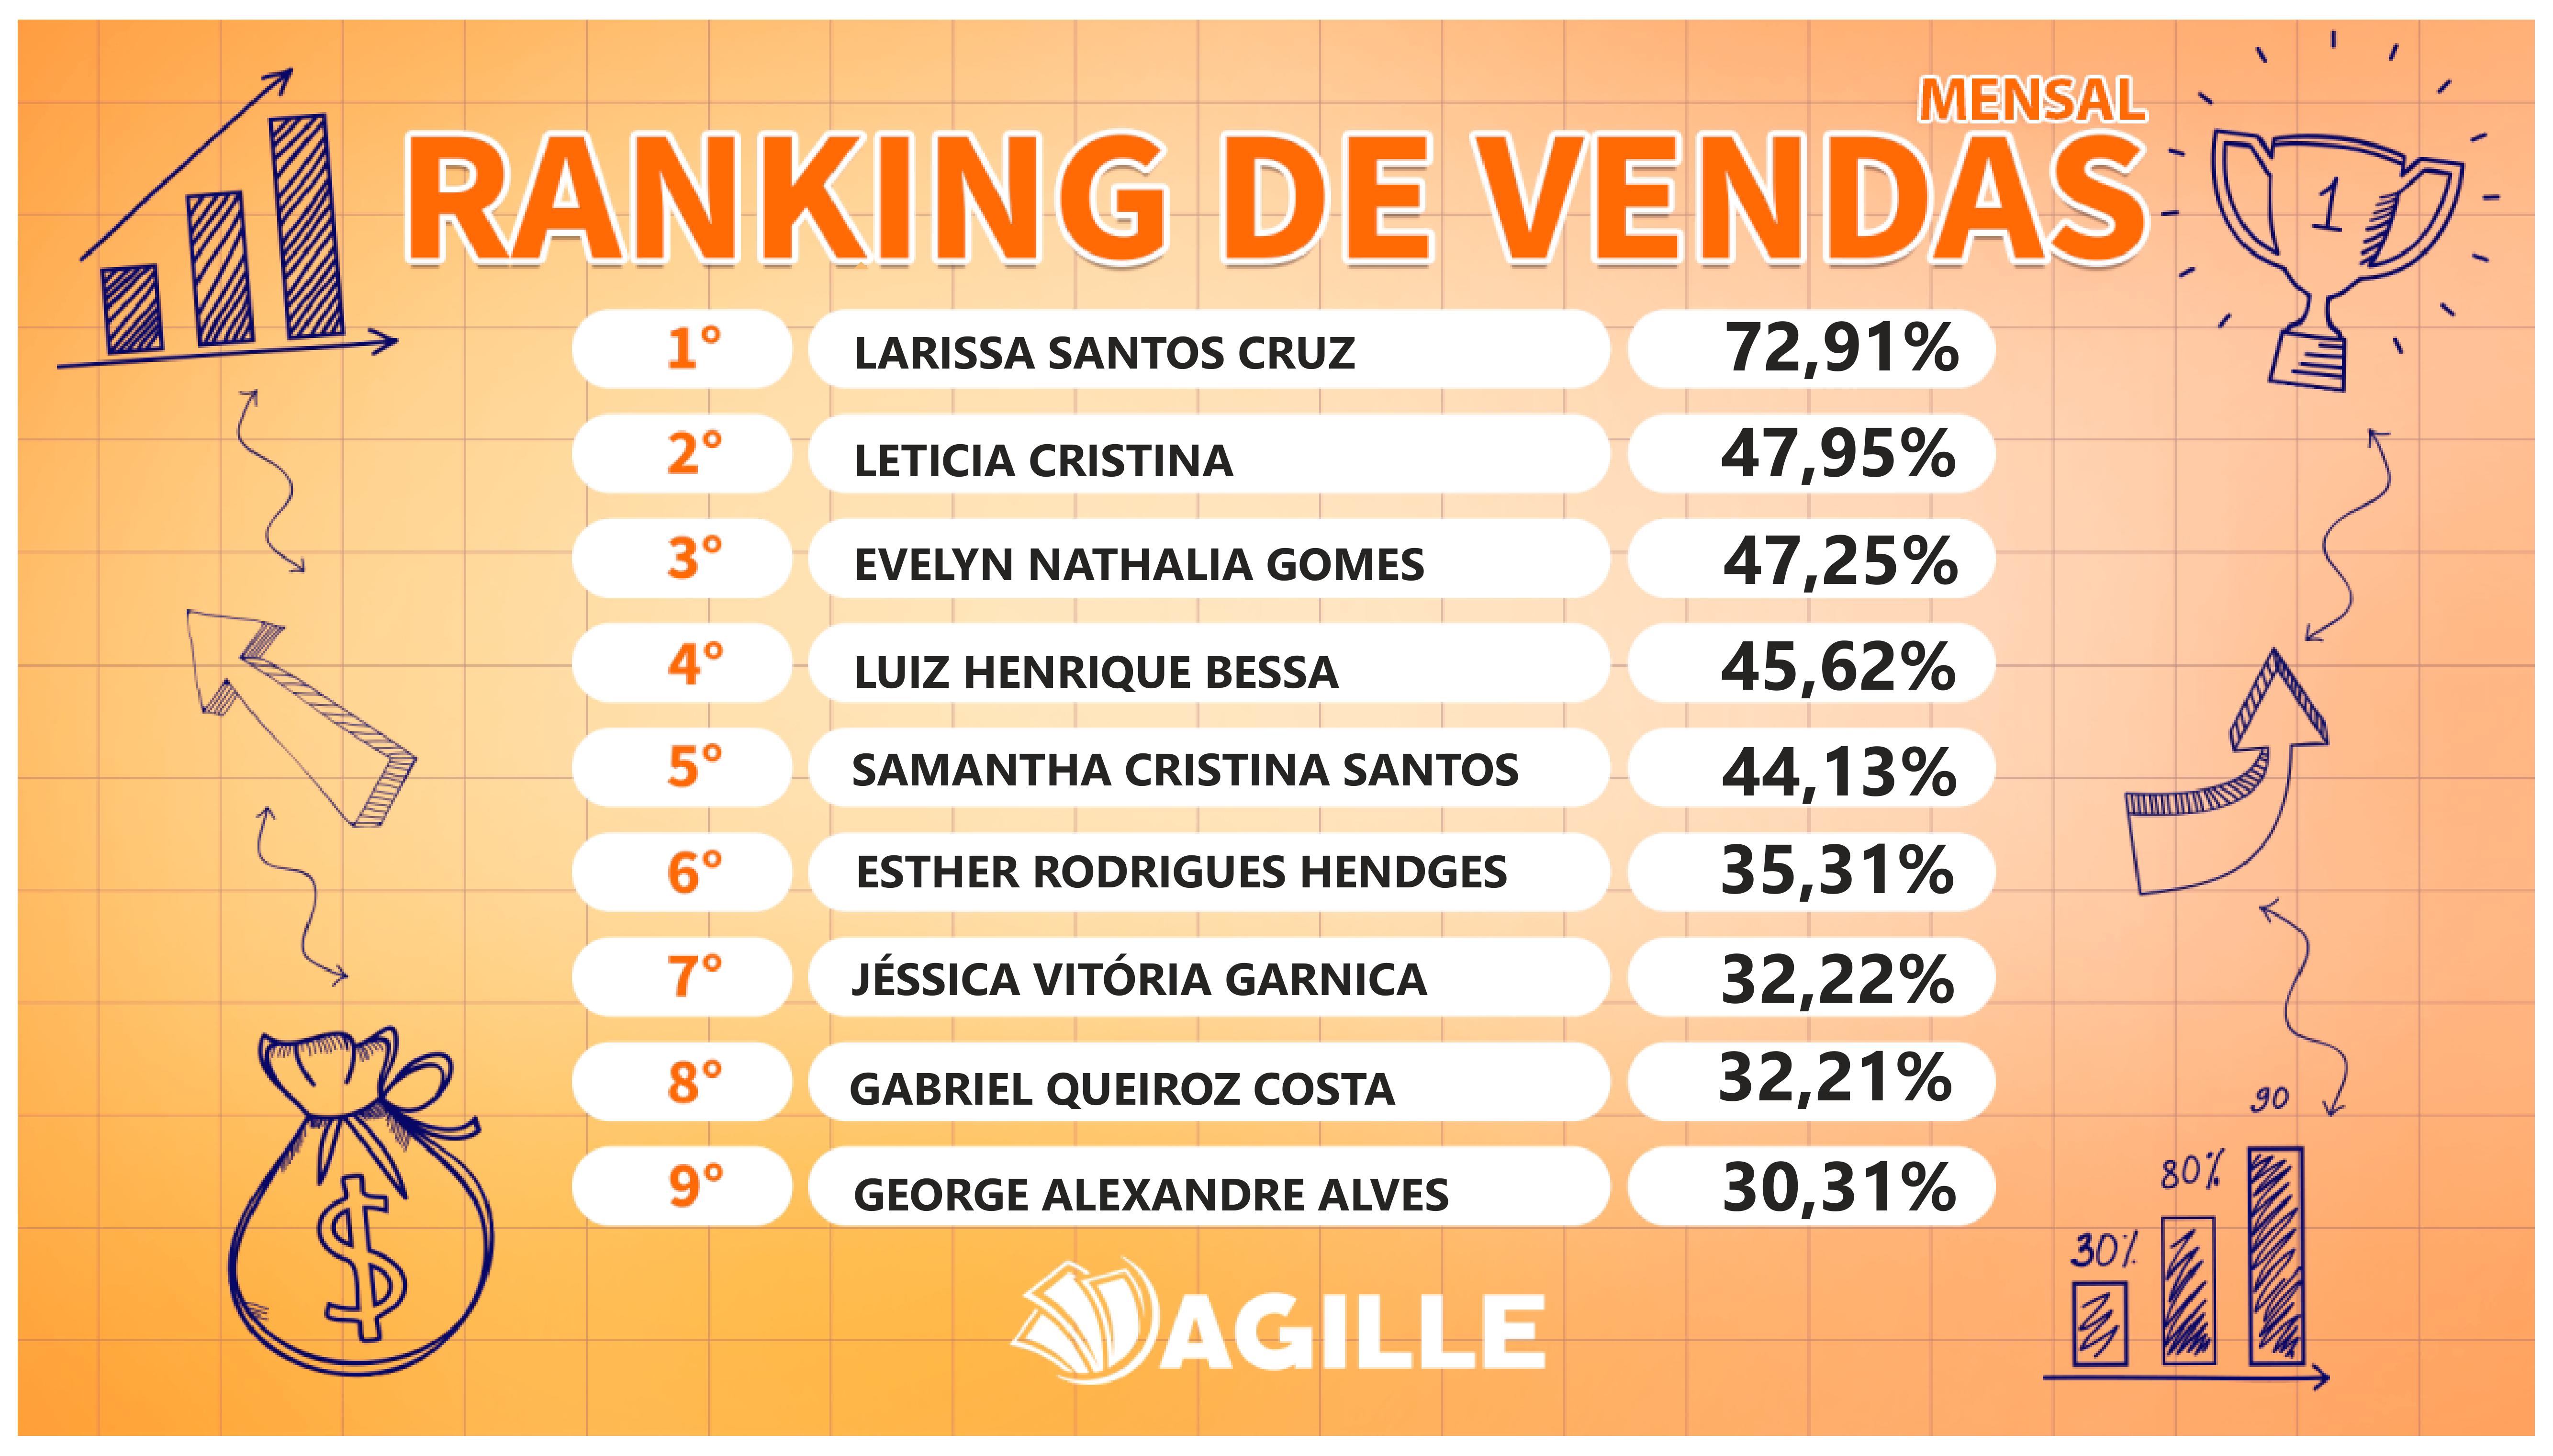 MENSAL
RANKING DE VENDAS
1
1° LARISSA SANTOS CRUZ 72,91%
2° LETICIA CRISTINA 47,95%
3° EVELYN NATHALIA GOMES 47,25%
4° LUIZ HENRIQUE BESSA 45,62%
5° SAMANTHA CRISTINA SANTOS 44,13%
6° ESTHER RODRIGUES HENDGES 35,31%
7° JÉSSICA VITÓRIA GARNICA 32,22%
8° GABRIEL QUEIROZ COSTA 32,21%
9° GEORGE ALEXANDRE ALVES 30,31%
90
80%
30%
$
AGILLE